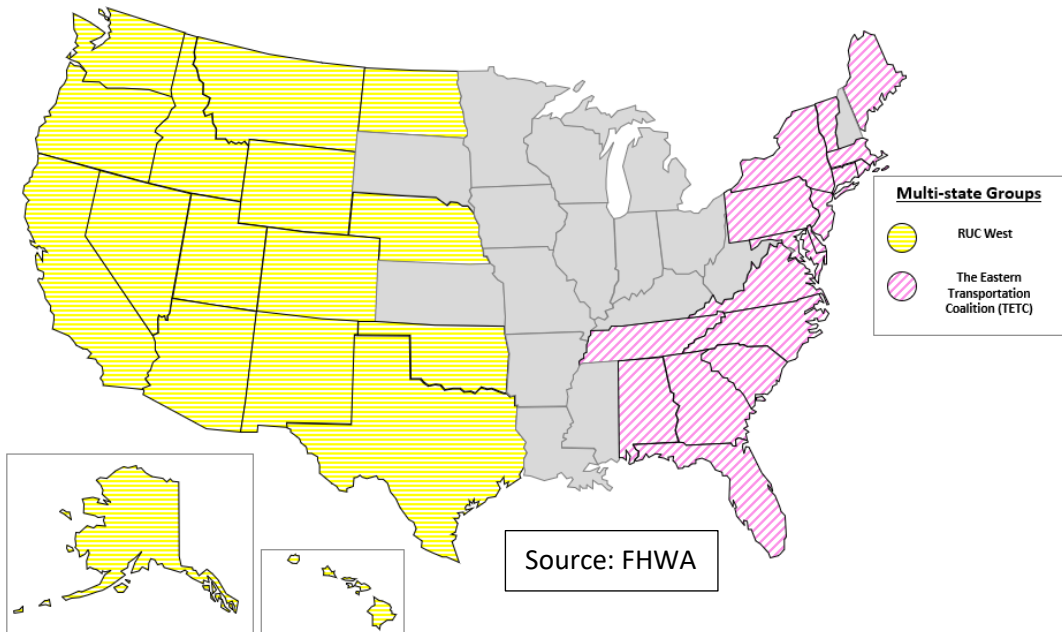 Multi-state Groups
RUC West
The Eastern
Transportation
Coalition (TETC)
Source: FHWA